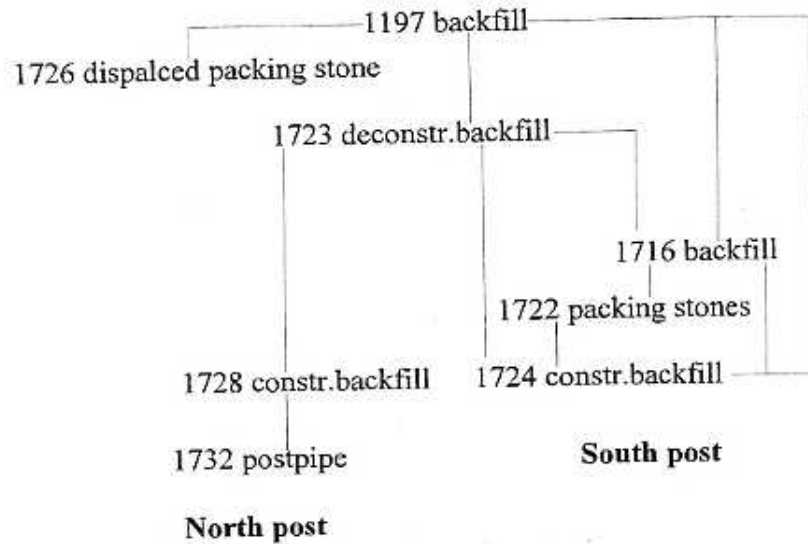 1197 backfill
1726 dispalced packing stone
1723 deconstr.backfill
1716 backfill
1722 packing stones
1728 constr.backfill
1724 constr.backfill
1732 postpipe
South post
North post